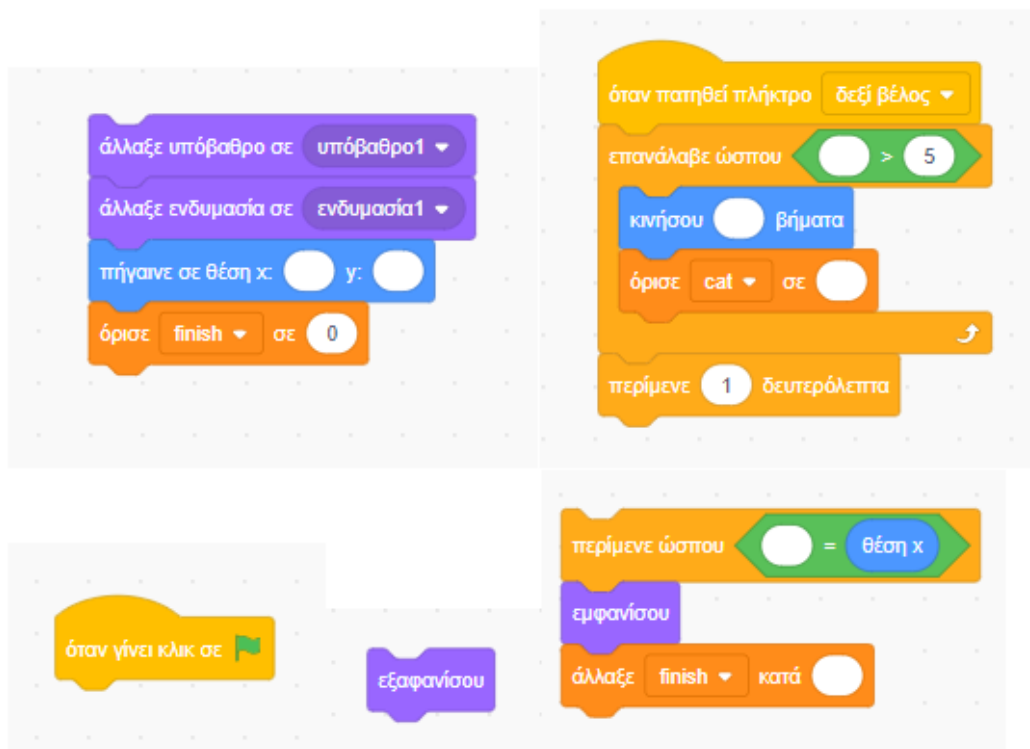 άλλαξε υπόβαθρο σε υπόβαθρο1
άλλαξε ενδυμασία σε ενδυμασία1
πήγαινε σε θέση x: y:
όρισε finish σε 0
όταν πατηθεί πλήκτρο δεξί βέλος
επανάλαβε ώσπου > 5
κινήσου βήματα
όρισε cat σε
περίμενε 1 δευτερόλεπτα
όταν γίνει κλικ σε
εξαφανίσου
περίμενε ώσπου = θέση x
εμφανίσου
άλλαξε finish κατά